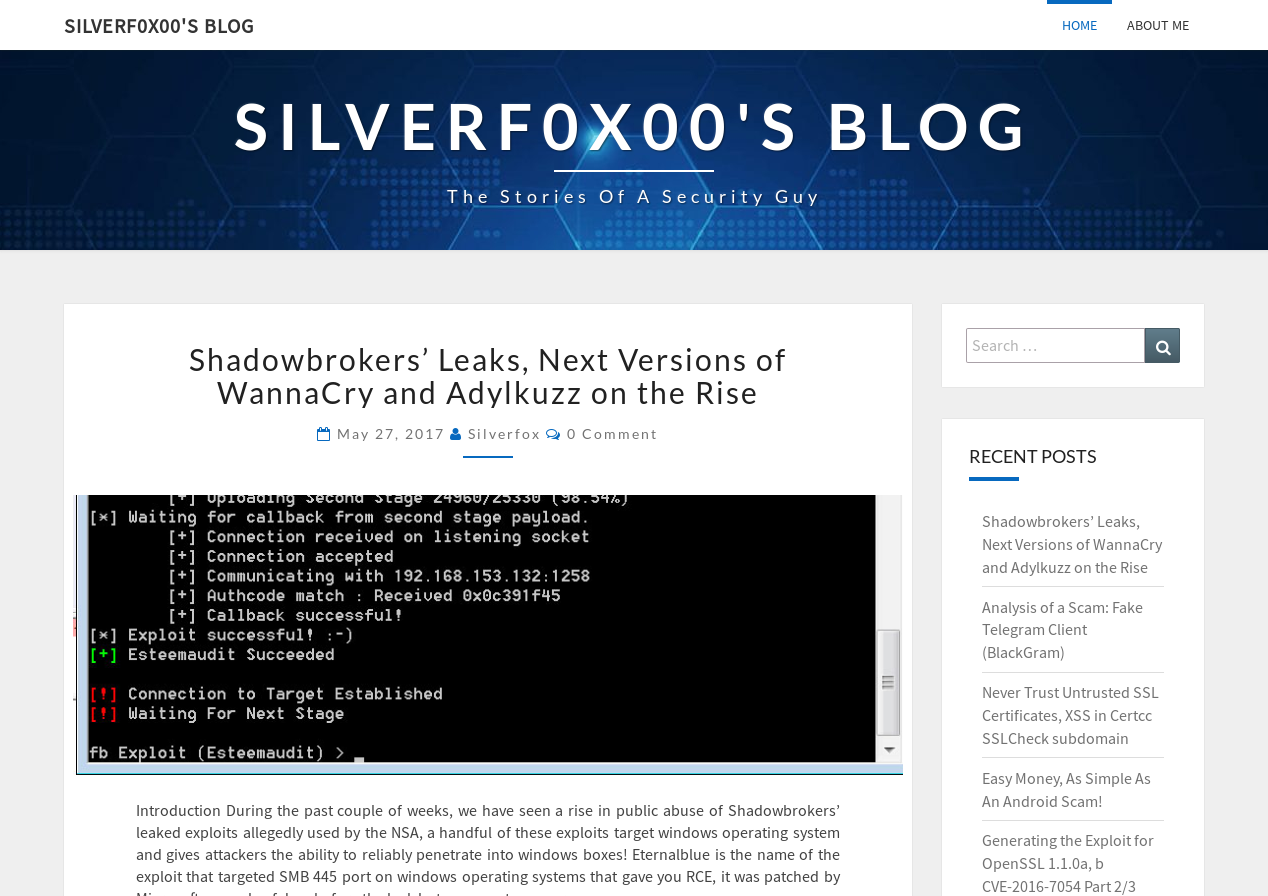 SILVERF0X00'S BLOG
HOME
ABOUT ME
SILVERF0X00'S BLOG
The Stories Of A Security Guy
Shadowbrokers’ Leaks, Next Versions of
WannaCry and Adylkuzz on the Rise
May 27, 2017 Silverfox 0 Comment
[+] Uploading Second Stage 24960/25330 (98.54%)
[*] Waiting for callback from second stage payload.
[+] Connection received on listening socket
[+] Connection accepted
[+] Communicating with 192.168.153.132:1258
[+] Authcode match : Received 0x0c391f45
[+] Callback successful!
[*] Exploit successful! :-)
[+] Esteemaudit Succeeded
[!] Connection to Target Established
[!] Waiting For Next Stage
fb Exploit (Esteemaudit) >
Introduction During the past couple of weeks, we have seen a rise in public abuse of Shadowbrokers’
leaked exploits allegedly used by the NSA, a handful of these exploits target windows operating system
and gives attackers the ability to reliably penetrate into windows boxes! Eternalblue is the name of the
exploit that targeted SMB 445 port on windows operating systems that gave you RCE, it was patched by
Search …
RECENT POSTS
Shadowbrokers’ Leaks,
Next Versions of WannaCry
and Adylkuzz on the Rise
Analysis of a Scam: Fake
Telegram Client
(BlackGram)
Never Trust Untrusted SSL
Certificates, XSS in Certcc
SSLCheck subdomain
Easy Money, As Simple As
An Android Scam!
Generating the Exploit for
OpenSSL 1.1.0a, b
CVE-2016-7054 Part 2/3